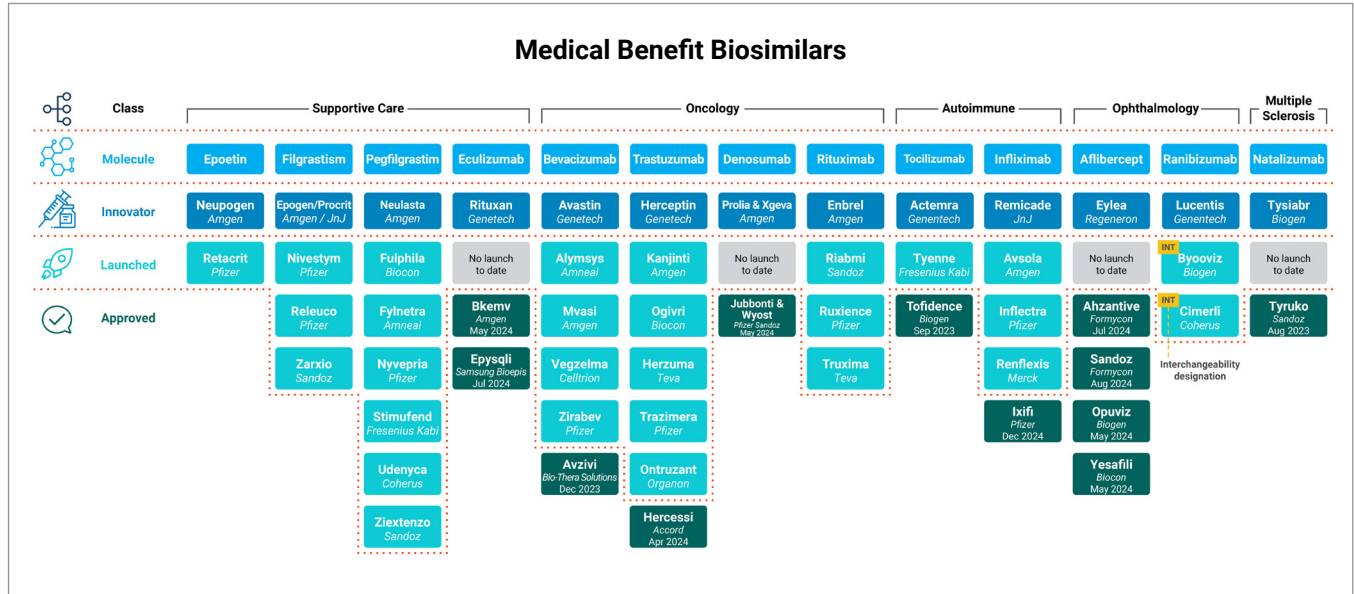 Medical Benefit Biosimilars
Class
Supportive Care
Oncology
Autoimmune
Ophthalmology
Multiple
Sclerosis
Molecule
Epoetin
Filgrastism
Pegfilgrastim
Eculizumab
Bevacizumab
Trastuzumab
Denosumab
Rituximab
Tocilizumab
Infliximab
Aflibercept
Ranibizumab
Natalizumab
Innovator
Neupogen
Amgen
Epogen/Procrit
Amgen / JnJ
Neulasta
Amgen
Rituxan
Genetech
Avastin
Genetech
Herceptin
Genetech
Prolia & Xgeva
Amgen
Enbrel
Amgen
Actemra
Genentech
Remicade
JnJ
Eylea
Regeneron
Lucentis
Genentech
Tysiabr
Biogen
Launched
Retacrit
Pfizer
Nivestym
Pfizer
Fulphila
Biocon
No launch
to date
Alymsys
Amneal
Kanjinti
Amgen
No launch
to date
Riabmi
Sandoz
Tyenne
Fresenius Kabi
Avsola
Amgen
No launch
to date
INT
Byooviz
Biogen
No launch
to date
Approved
Releuco
Pfizer
Fylnetra
Amneal
Bkemv
Amgen
May 2024
Mvasi
Amgen
Ogivri
Biocon
Jubbonti &
Wyost
Pfizer Sandoz
May 2024
Ruxience
Pfizer
Tofidence
Biogen
Sep 2023
Inflectra
Pfizer
Ahzantive
Formycon
Jul 2024
INT
Cimerli
Coherus
Tyruko
Sandoz
Aug 2023
Zarxio
Sandoz
Nyvepria
Pfizer
Epysqli
Samsung Bioepis
Jul 2024
Vegzelma
Celltrion
Herzuma
Teva
Truxima
Teva
Renflexis
Merck
Sandoz
Formycon
Aug 2024
Interchangeability
designation
Stimufend
Fresenius Kabi
Zirabev
Pfizer
Trazimera
Pfizer
Ixifi
Pfizer
Dec 2024
Opuviz
Biogen
May 2024
Udenyca
Coherus
Avzivi
Bio-Thera Solutions
Dec 2023
Ontruzant
Organon
Yesafili
Biocon
May 2024
Ziextenzo
Sandoz
Hercessi
Accord
Apr 2024